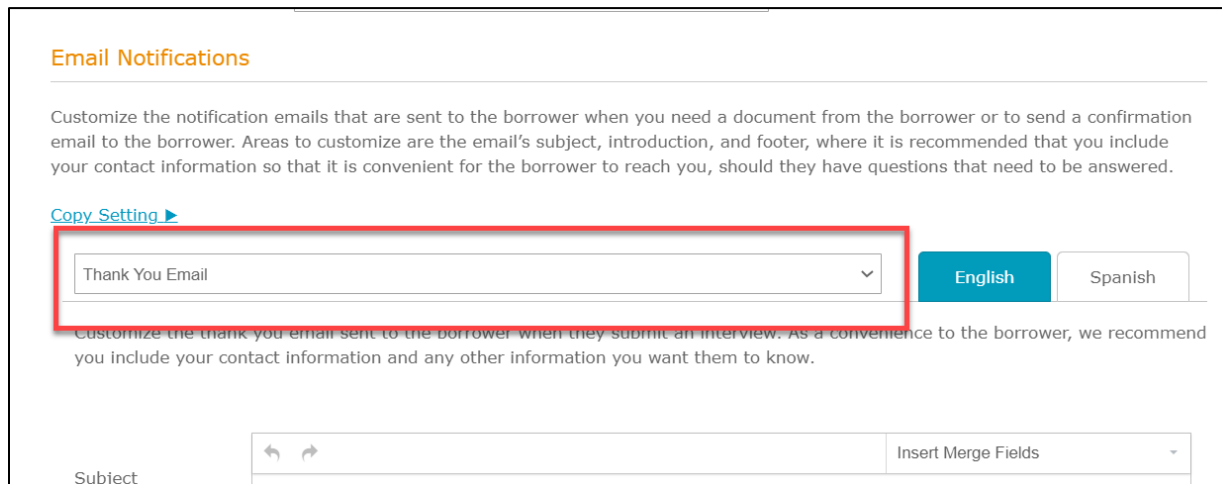 Email Notifications
Customize the notification emails that are sent to the borrower when you need a document from the borrower or to send a confirmation
email to the borrower. Areas to customize are the email's subject, introduction, and footer, where it is recommended that you include
your contact information so that it is convenient for the borrower to reach you, should they have questions that need to be answered.
Copy Setting ▶
Thank You Email
English
Spanish
Customize the thank you email sent to the borrower when they submit an interview. As a convenience to the borrower, we recommend
you include your contact information and any other information you want them to know.
Insert Merge Fields
Subject